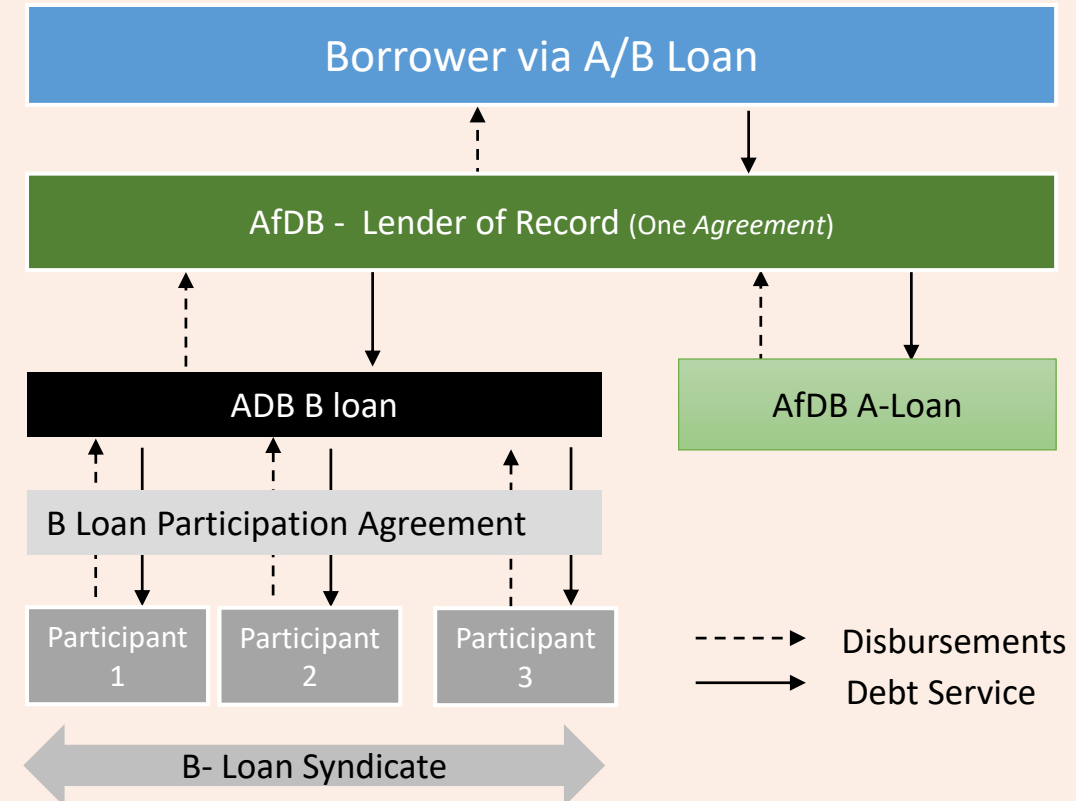 Borrower via A/B Loan
AfDB - Lender of Record (One Agreement)
ADB B loan
AfDB A-Loan
B Loan Participation Agreement
Participant
1
Participant
2
Participant
3
Disbursements
Debt Service
B- Loan Syndicate